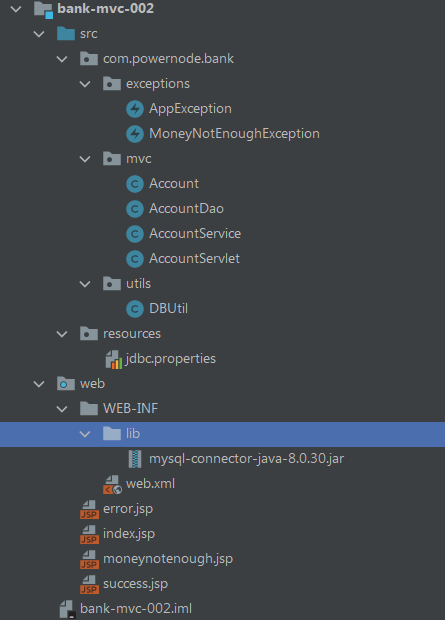 bank-mvc-002
src
com.powernode.bank
exceptions
AppException
MoneyNotEnoughException
mvc
Account
AccountDao
AccountService
AccountServlet
utils
DBUtil
resources
jdbc.properties
web
WEB-INF
lib
mysql-connector-java-8.0.30.jar
web.xml
error.jsp
index.jsp
moneynotenough.jsp
success.jsp
bank-mvc-002.iml